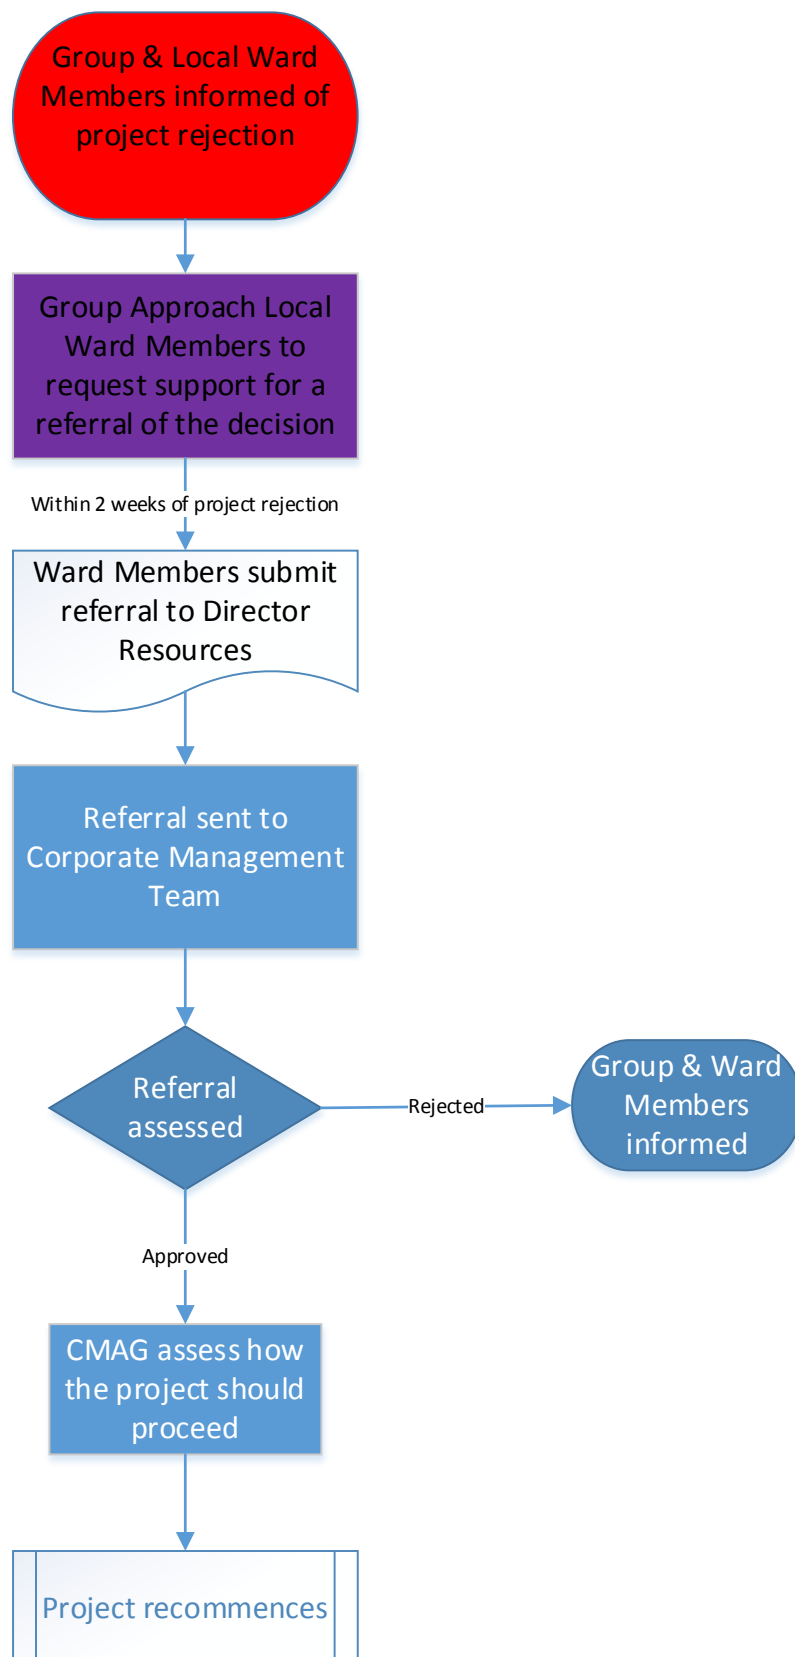 Group & Local Ward
Members informed of
project rejection
Group Approach Local
Ward Members to
request support for a
referral of the decision
Within 2 weeks of project rejection
Ward Members submit
referral to Director
Resources
Referral sent to
Corporate Management
Team
Referral
assessed
Rejected
Group & Ward
Members
informed
Approved
CMAG assess how
the project should
proceed
Project recommences